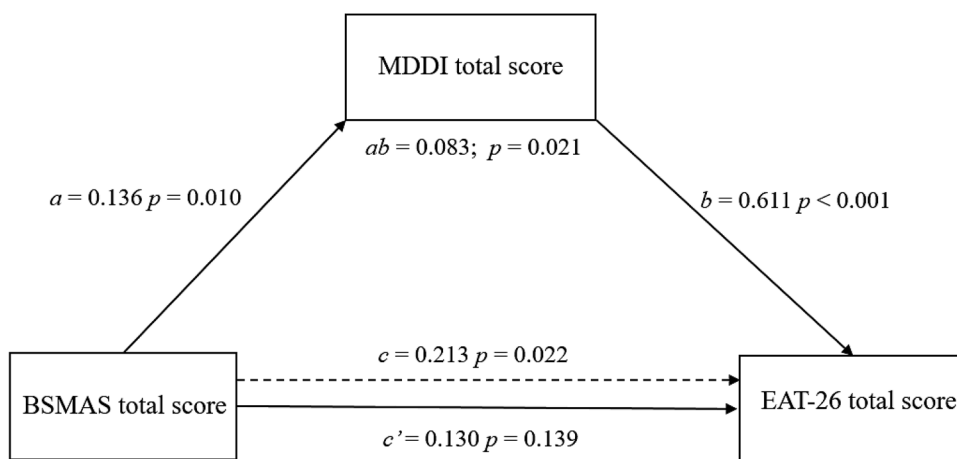 MDDI total score
ab = 0.083; p = 0.021
a = 0.136 p = 0.010
b = 0.611 p < 0.001
c = 0.213 p = 0.022
BSMAS total score
EAT-26 total score
c’ = 0.130 p = 0.139